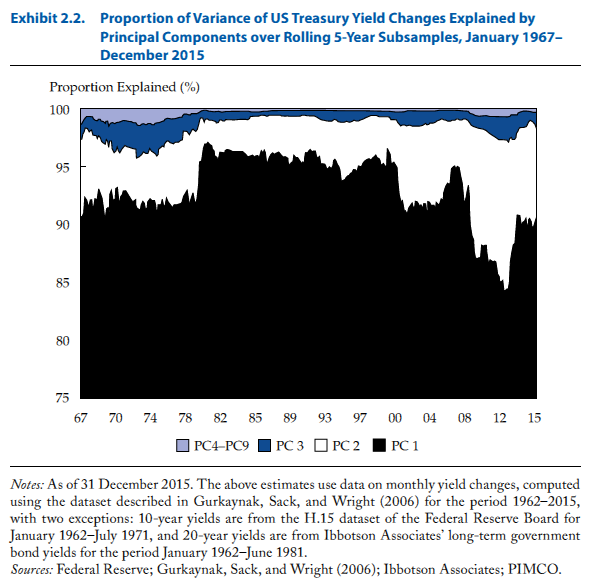 Exhibit 2.2. Proportion of Variance of US Treasury Yield Changes Explained by
Principal Components over Rolling 5-Year Subsamples, January 1967–
December 2015
Proportion Explained (%)
100
95
90
85
80
75
67 70 74 78 82 85 89 93 97 00 04 08 12 15
PC4–PC9 PC 3 PC 2 PC 1
Notes: As of 31 December 2015. The above estimates use data on monthly yield changes, computed
using the dataset described in Gurkaynak, Sack, and Wright (2006) for the period 1962–2015,
with two exceptions: 10-year yields are from the H.15 dataset of the Federal Reserve Board for
January 1962–July 1971, and 20-year yields are from Ibbotson Associates’ long-term government
bond yields for the period January 1962–June 1981.
Sources: Federal Reserve; Gurkaynak, Sack, and Wright (2006); Ibbotson Associates; PIMCO.